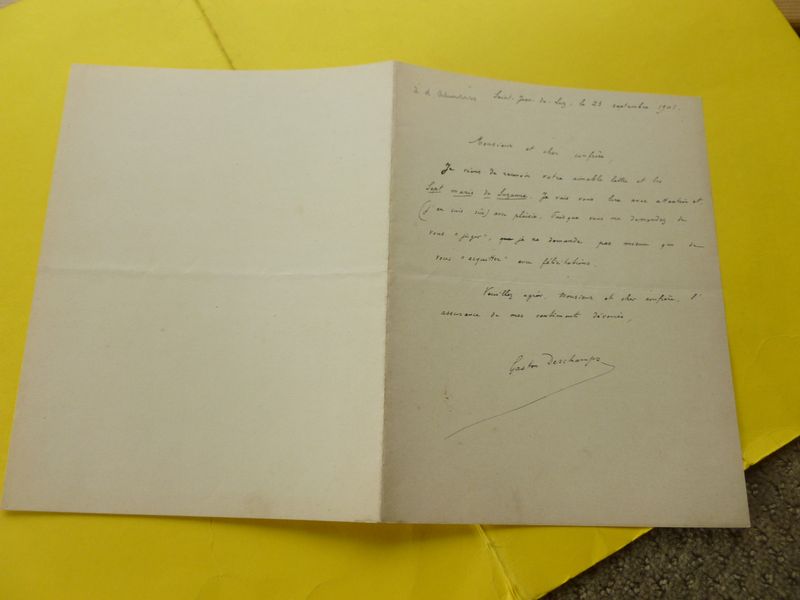 Saint-Jean-de-Luz, le 23 septembre 1901.
Monsieur et cher confrère,
Je viens de recevoir votre aimable lettre et les
Sept maris de Suzanne. Je vais vous lire avec attention et
(j'en suis sûr) avec plaisir. Puisque vous me demandez de
vous "juger", je ne demande pas mieux que de
vous "acquitter" avec félicitations.
Veuillez agréer, Monsieur et cher confrère, l'
assurance de mes sentiments dévoués,
Gaston Deschamps